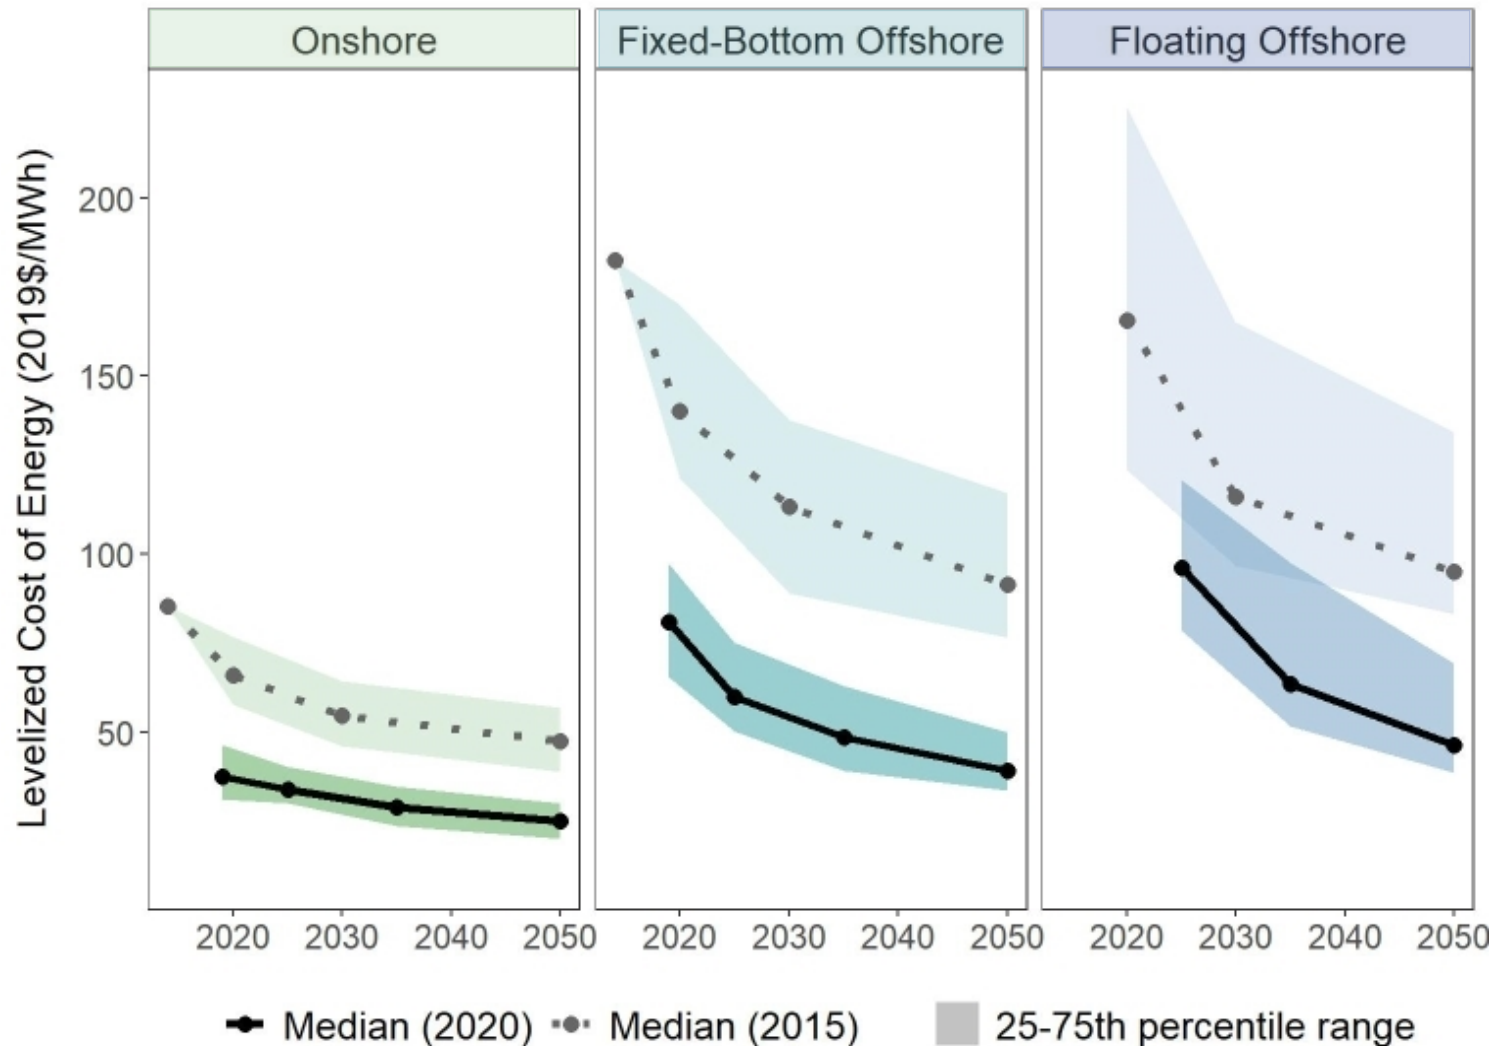 Onshore
Fixed-Bottom Offshore
Floating Offshore
Levelized Cost of Energy (2019$/MWh)
200
150
100
50
2020 2030 2040 2050
2020 2030 2040 2050
2020 2030 2040 2050
Median (2020)
Median (2015)
25-75th percentile range